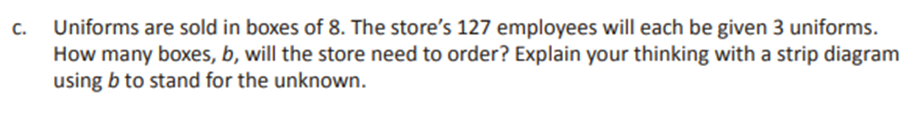 c. Uniforms are sold in boxes of 8. The store’s 127 employees will each be given 3 uniforms.
How many boxes, b, will the store need to order? Explain your thinking with a strip diagram
using b to stand for the unknown.